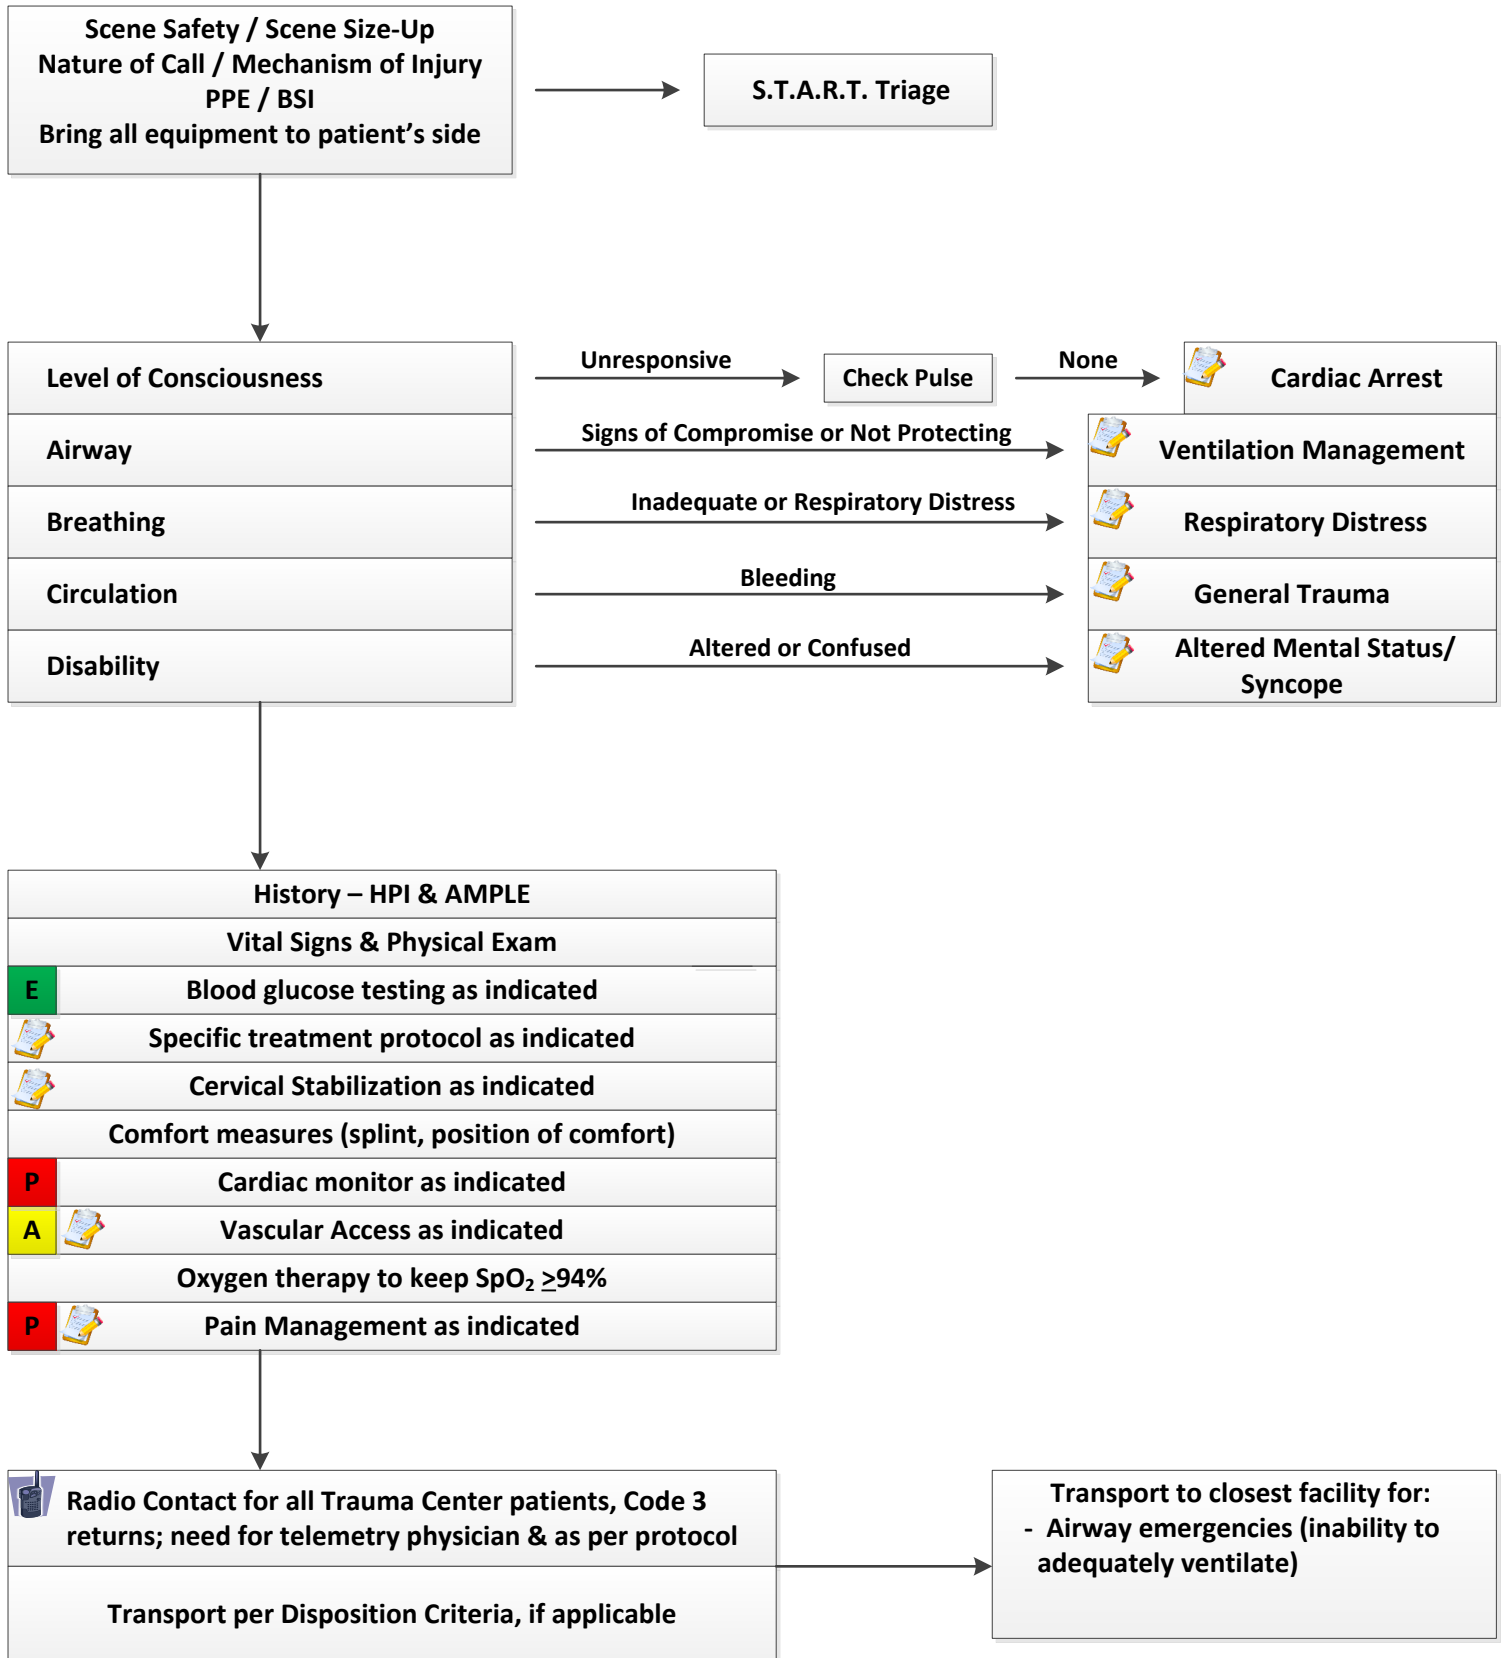 Scene Safety / Scene Size-Up
Nature of Call / Mechanism of Injury
PPE / BSI
Bring all equipment to patient’s side
S.T.A.R.T. Triage
Level of Consciousness
Unresponsive
Check Pulse
None
Cardiac Arrest
Airway
Signs of Compromise or Not Protecting
Ventilation Management
Breathing
Inadequate or Respiratory Distress
Respiratory Distress
Circulation
Bleeding
General Trauma
Disability
Altered or Confused
Altered Mental Status/
Syncope
History – HPI & AMPLE
Vital Signs & Physical Exam
E Blood glucose testing as indicated
Specific treatment protocol as indicated
Cervical Stabilization as indicated
Comfort measures (splint, position of comfort)
P Cardiac monitor as indicated
A Vascular Access as indicated
Oxygen therapy to keep SpO₂ ≥94%
P Pain Management as indicated
Radio Contact for all Trauma Center patients, Code 3
returns; need for telemetry physician & as per protocol
Transport per Disposition Criteria, if applicable
Transport to closest facility for:
- Airway emergencies (inability to
adequately ventilate)